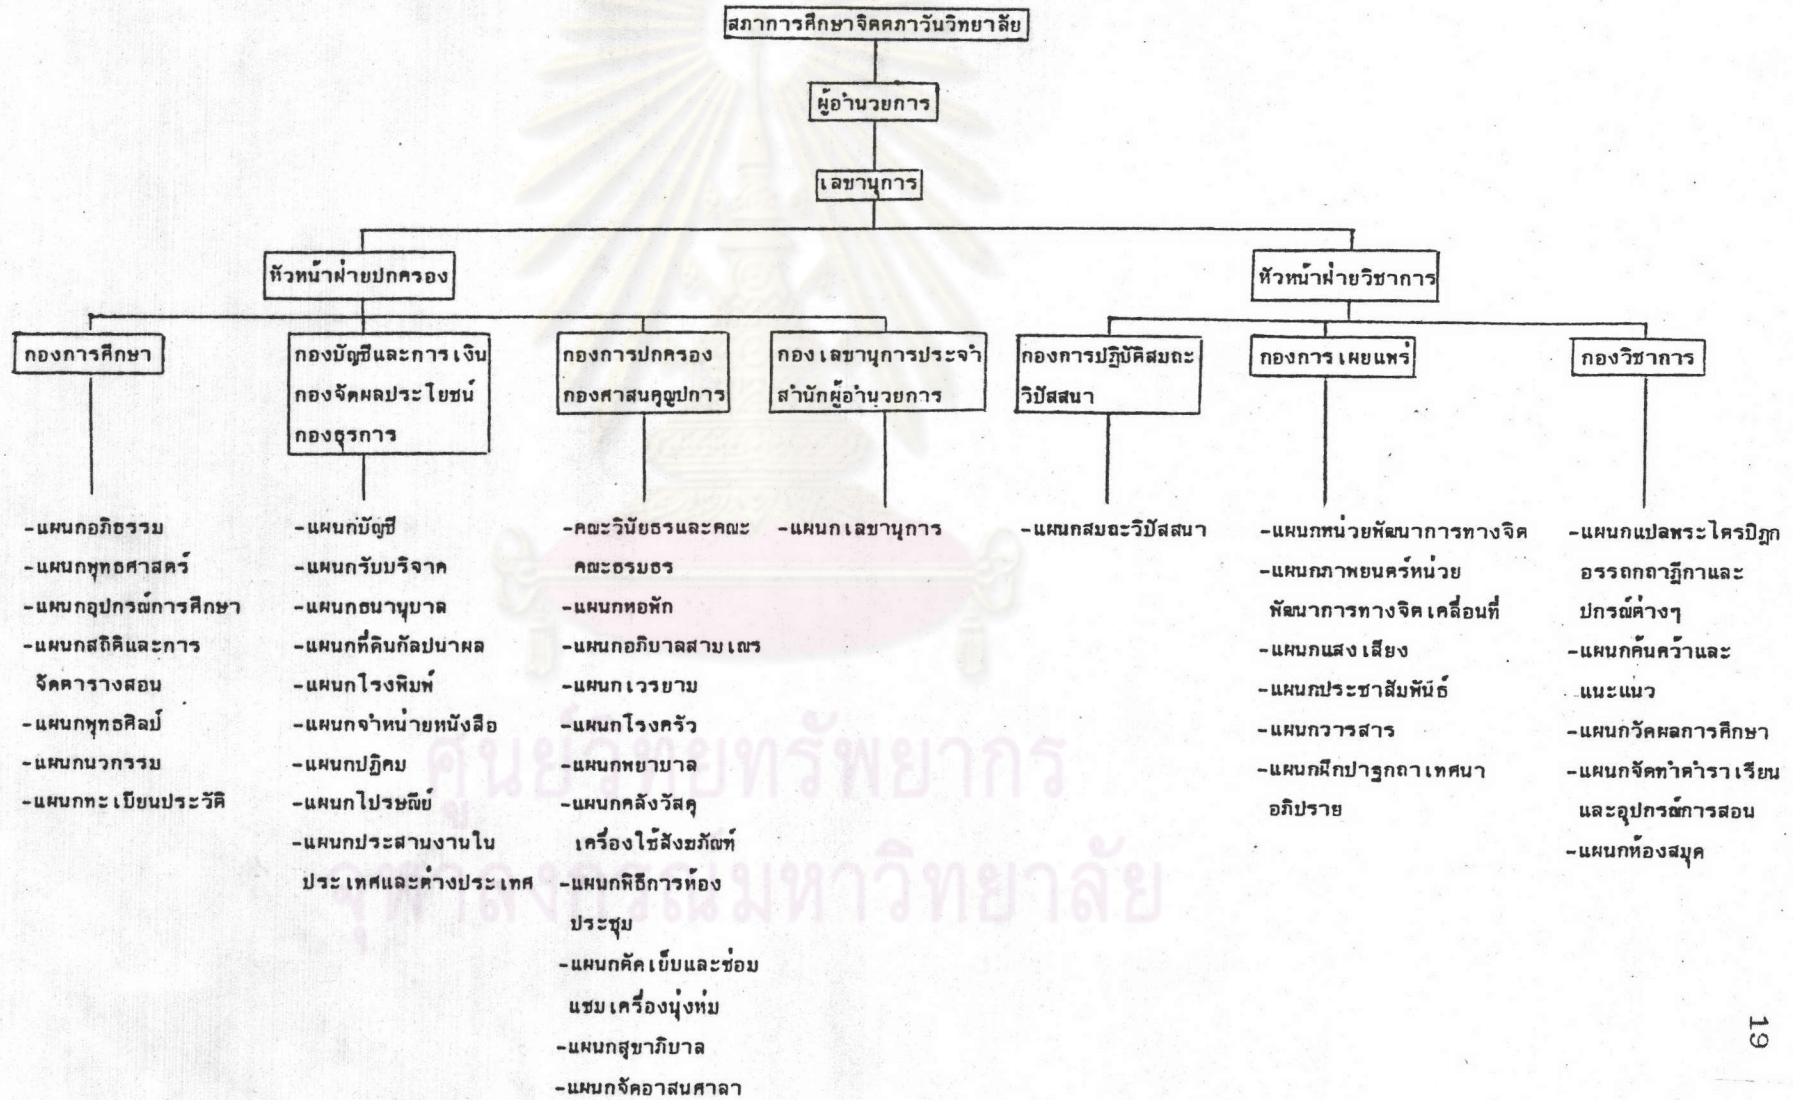 สภาการศึกษาจิตตภาวันวิทยาลัย
ผู้อำนวยการ
เลขานุการ
หัวหน้าฝ่ายปกครอง
หัวหน้าฝ่ายวิชาการ
กองการศึกษา
กองบัญชีและการเงิน
กองจัดผลประโยชน์
กองธุรการ
กองการปกครอง
กองศาสนคุณูปการ
กองเลขานุการประจำ
สำนักผู้อำนวยการ
กองการปฏิบัติสมถะ
วิปัสสนา
กองการเผยแพร่
กองวิชาการ
-แผนกอภิธรรม
-แผนกพุทธศาสตร์
-แผนกอุปกรณ์การศึกษา
-แผนกสถิติและการ
จัดตารางสอน
-แผนกพุทธศิลป์
-แผนกนวกรรม
-แผนกทะเบียนประวัติ
-แผนกบัญชี
-แผนกรับบริจาค
-แผนกธนานุบาล
-แผนกที่ดินกัลปนาผล
-แผนกโรงพิมพ์
-แผนกจำหน่ายหนังสือ
-แผนกปฏิคม
-แผนกไปรษณีย์
-แผนกประสานงานใน
ประเทศและต่างประเทศ
-คณะวินัยธรและคณะ
คณะธรมธร
-แผนกหอพัก
-แผนกอภิบาลสามเณร
-แผนกเวรยาม
-แผนกโรงครัว
-แผนกพยาบาล
-แผนกคลังวัสดุ
เครื่องใช้สังฆภัณฑ์
-แผนกพิธีการห้อง
ประชุม
-แผนกตัดเย็บและซ่อม
แซมเครื่องนุ่งห่ม
-แผนกสุขาภิบาล
-แผนกจัดอาสนศาลา
-แผนกเลขานุการ
-แผนกสมถะวิปัสสนา
-แผนกหน่วยพัฒนาการทางจิต
-แผนกภาพยนตร์หน่วย
พัฒนาการทางจิตเคลื่อนที่
-แผนกแสงเสียง
-แผนกประชาสัมพันธ์
-แผนกวารสาร
-แผนกฝึกปาฐกถาเทศนา
อภิปราย
-แผนกแปลพระไตรปิฎก
อรรถกถาฎีกาและ
ปกรณ์ต่างๆ
-แผนกค้นคว้าและ
แนะแนว
-แผนกวัดผลการศึกษา
-แผนกจัดทำตำราเรียน
และอุปกรณ์การสอน
-แผนกห้องสมุด
ศูนย์วิทยทรัพยากร
จุฬาลงกรณ์มหาวิทยาลัย
19